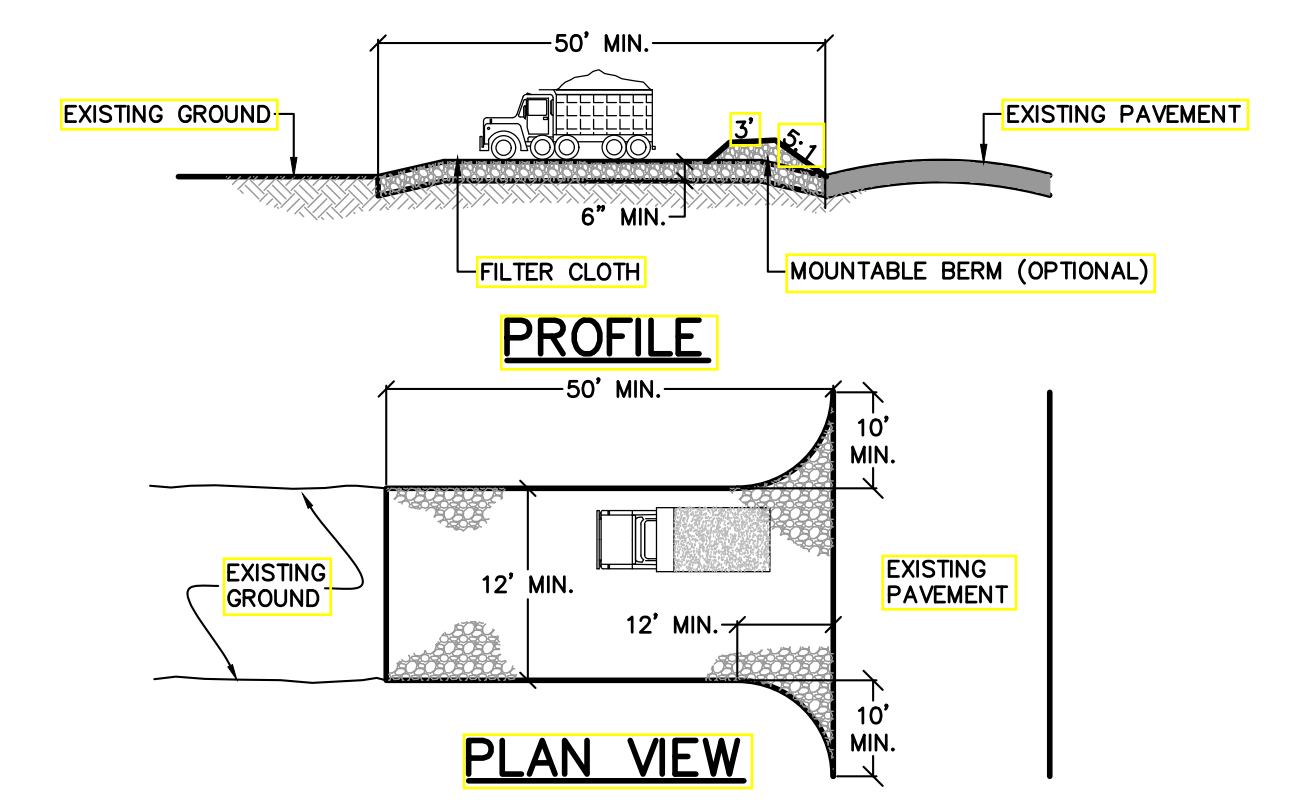 50' MIN.
EXISTING GROUND
3'
5:1
EXISTING PAVEMENT
6" MIN.
FILTER CLOTH
MOUNTABLE BERM (OPTIONAL)
PROFILE
50' MIN.
10'
MIN.
EXISTING
GROUND
12' MIN.
EXISTING
PAVEMENT
12' MIN.
10'
MIN.
PLAN VIEW